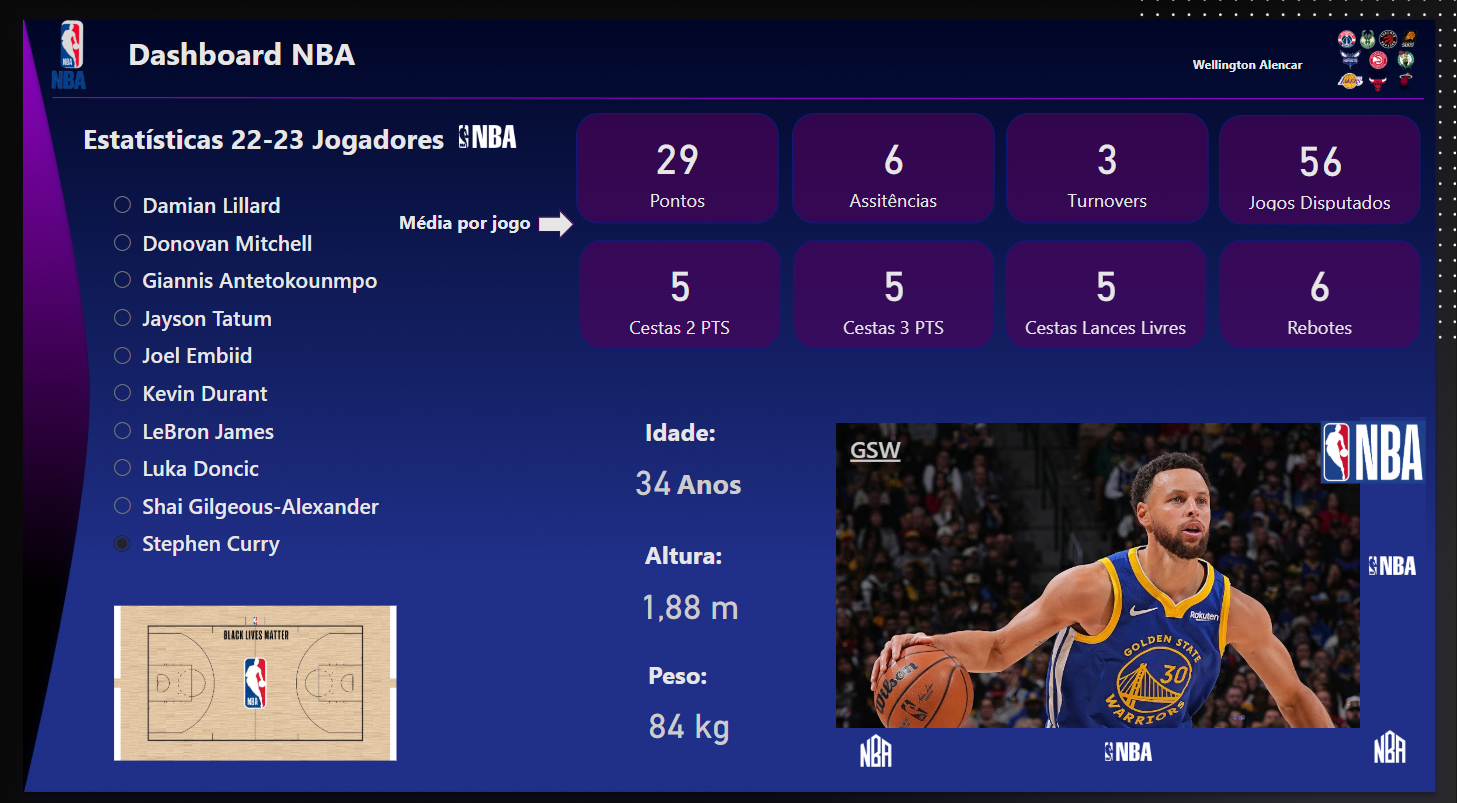 NBA
Dashboard NBA
Wellington Alencar
Estatísticas 22-23 Jogadores
NBA
Damian Lillard
Donovan Mitchell
Giannis Antetokounmpo
Jayson Tatum
Joel Embiid
Kevin Durant
LeBron James
Luka Doncic
Shai Gilgeous-Alexander
Stephen Curry
Média por jogo
29
Pontos
6
Assitências
3
Turnovers
56
Jogos Disputados
5
Cestas 2 PTS
5
Cestas 3 PTS
5
Cestas Lances Livres
6
Rebotes
BLACK LIVES MATTER
NBA
Idade:
34 Anos
Altura:
1,88 m
Peso:
84 kg
GSW
NBA
Rakuten
GOLDEN STATE
30
WARRIORS
Wilson
NBA
NBA
NBA
NBA